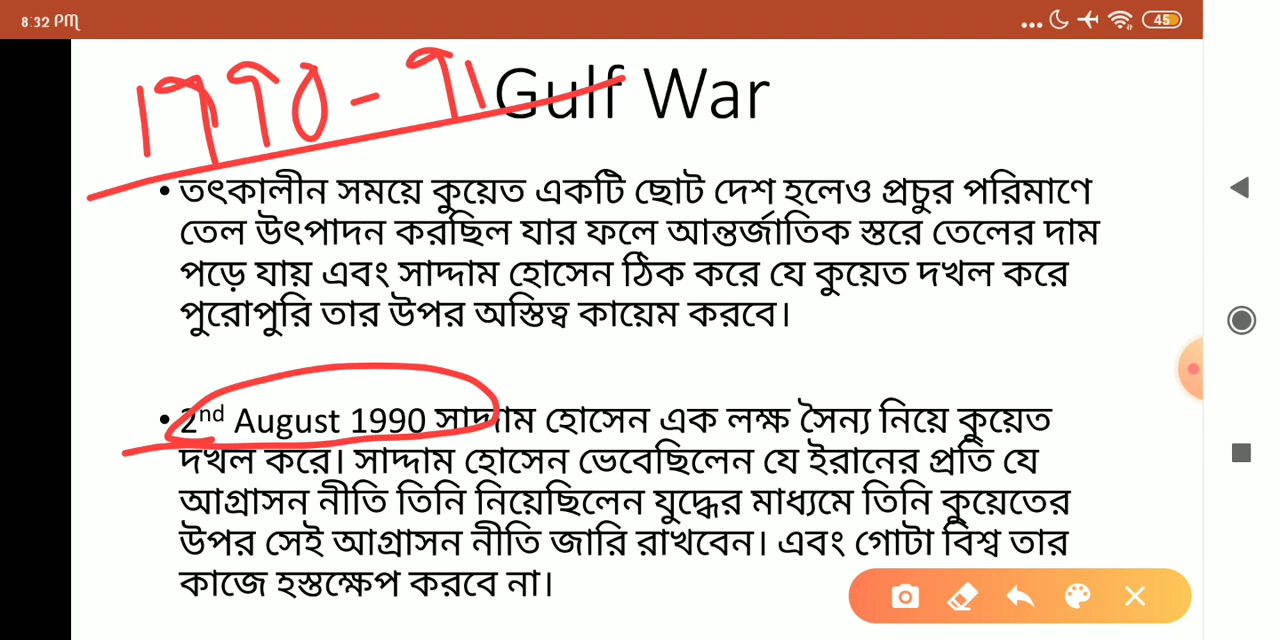 8:32 PM
45
1990-91
Gulf War
• তৎকালীন সময়ে কুয়েত একটি ছোট দেশ হলেও প্রচুর পরিমাণে
তেল উৎপাদন করছিল যার ফলে আন্তর্জাতিক স্তরে তেলের দাম
পড়ে যায় এবং সাদ্দাম হোসেন ঠিক করে যে কুয়েত দখল করে
পুরোপুরি তার উপর অস্তিত্ব কায়েম করবে।
• 2nd August 1990 সাদ্দাম হোসেন এক লক্ষ সৈন্য নিয়ে কুয়েত
দখল করে। সাদ্দাম হোসেন ভেবেছিলেন যে ইরানের প্রতি যে
আগ্রাসন নীতি তিনি নিয়েছিলেন যুদ্ধের মাধ্যমে তিনি কুয়েতের
উপর সেই আগ্রাসন নীতি জারি রাখবেন। এবং গোটা বিশ্ব তার
কাজে হস্তক্ষেপ করবে না।